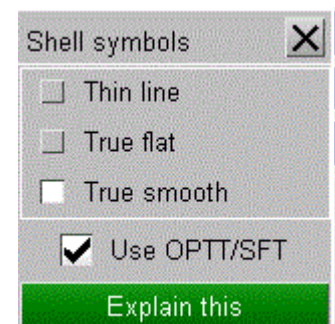 Shell symbols
Thin line
True flat
True smooth
Use OPTT/SFT
Explain this